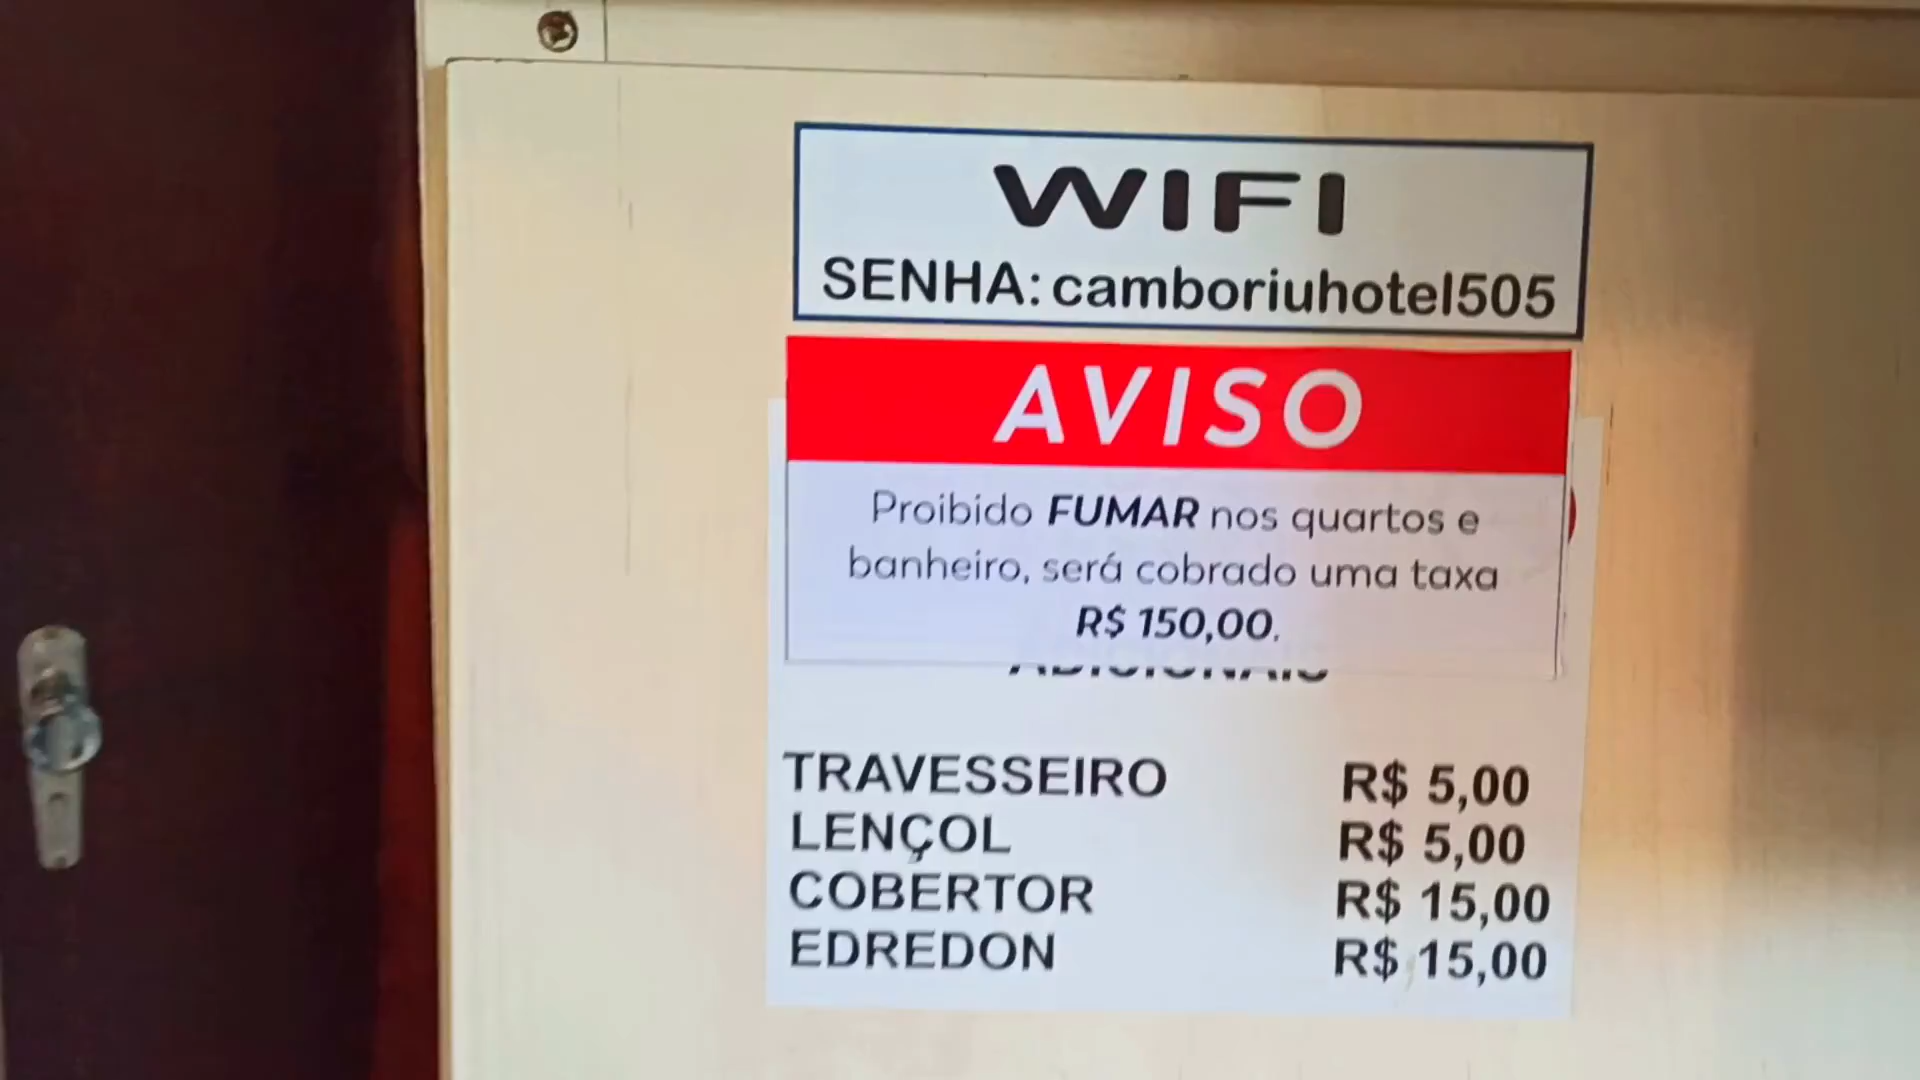 WIFI
SENHA: camboriuhotel505
AVISO
Proibido FUMAR nos quartos e
banheiro, será cobrado uma taxa
R$ 150,00.
TRAVESSEIRO R$ 5,00
LENÇOL R$ 5,00
COBERTOR R$ 15,00
EDREDON R$ 15,00